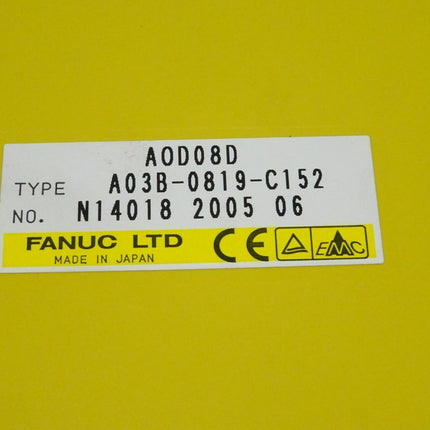 AOD08D
TYPE A03B-0819-C152
NO. N14018 2005 06
FANUC LTD CE EMC
MADE IN JAPAN